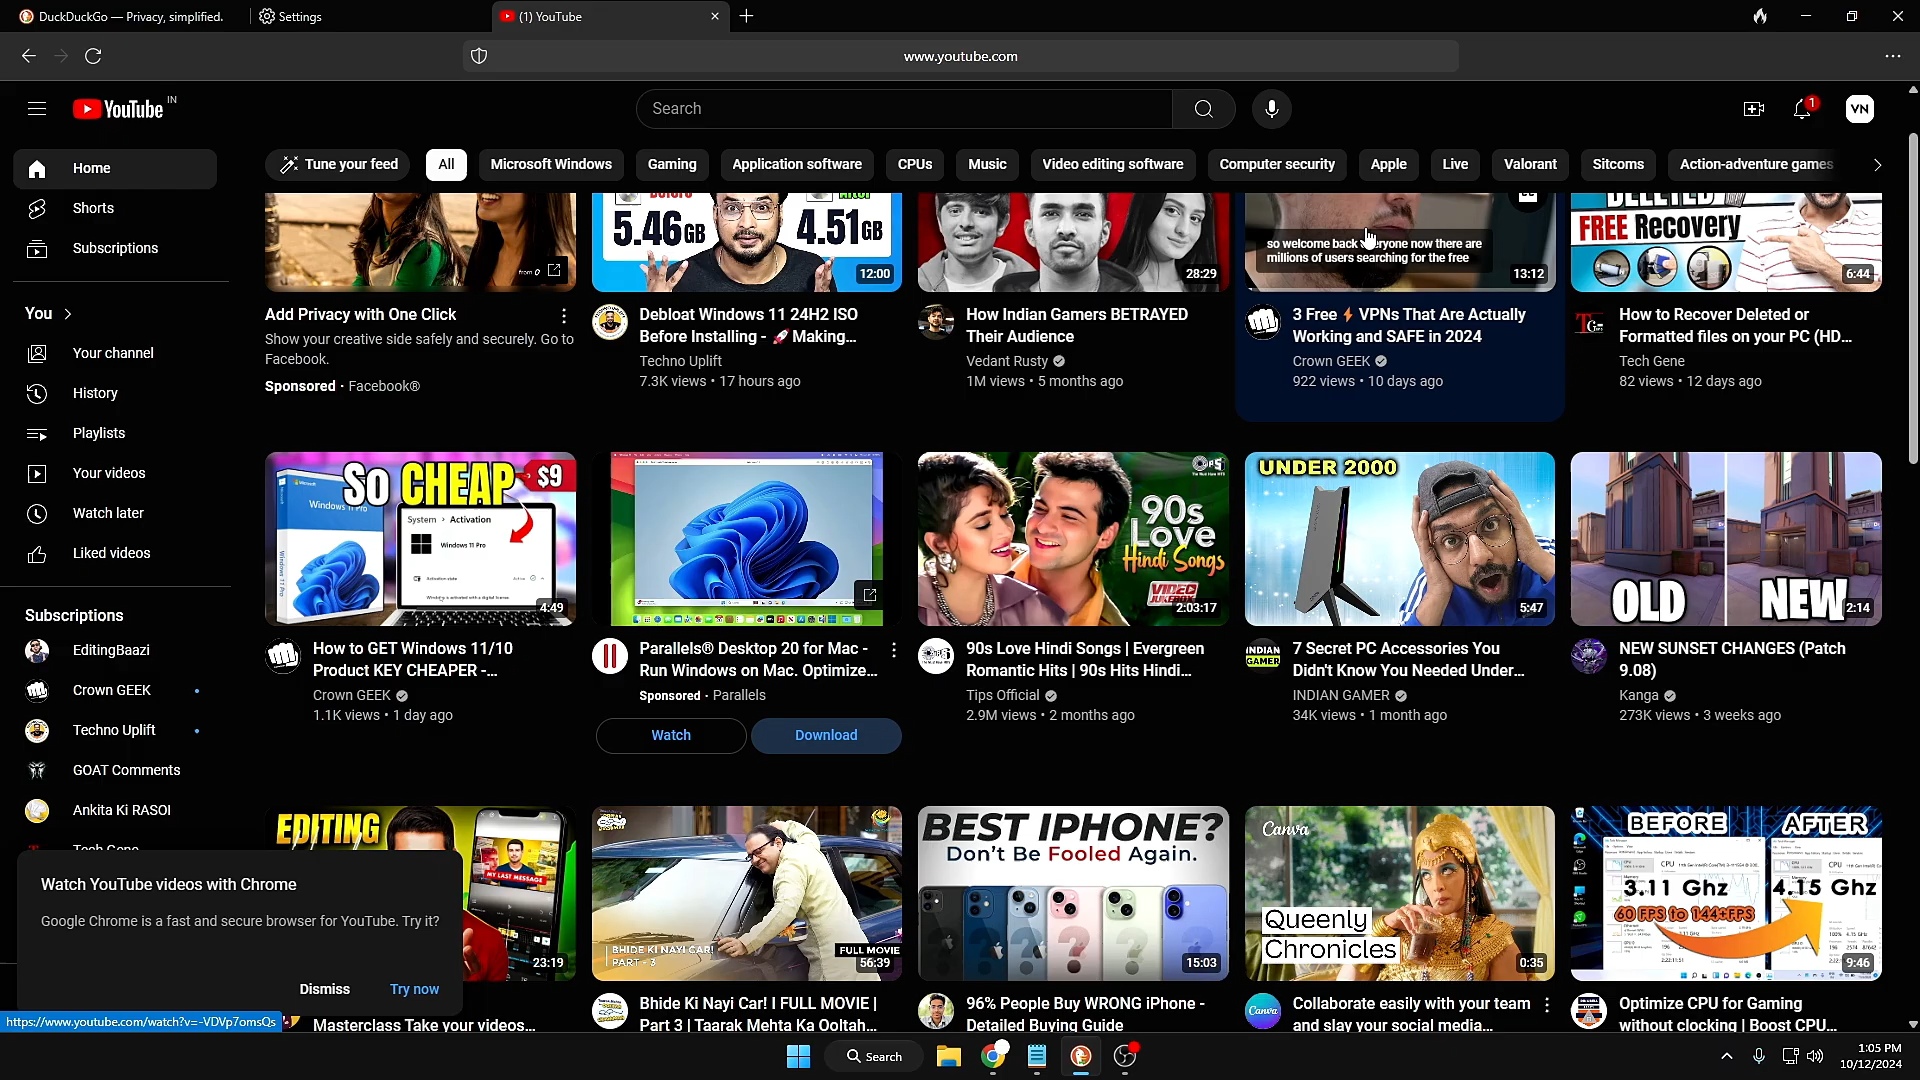 DuckDuckGo — Privacy, simplified.
Settings
(1) YouTube
www.youtube.com
YouTube IN
Search
1
VN
Home
Shorts
Subscriptions
You
Your channel
History
Playlists
Your videos
Watch later
Liked videos
Subscriptions
EditingBaazi
Crown GEEK
Techno Uplift
GOAT Comments
Ankita Ki RASOI
Tune your feed
All
Microsoft Windows
Gaming
Application software
CPUs
Music
Video editing software
Computer security
Apple
Live
Valorant
Sitcoms
Action-adventure games
Add Privacy with One Click
Show your creative side safely and securely. Go to
Facebook.
Sponsored · Facebook®
5.46GB
4.51GB
12:00
Debloat Windows 11 24H2 ISO
Before Installing - 🚀 Making...
Techno Uplift
7.3K views • 17 hours ago
28:29
How Indian Gamers BETRAYED
Their Audience
Vedant Rusty
1M views • 5 months ago
so welcome back everyone now there are
millions of users searching for the free
13:12
3 Free ⚡ VPNs That Are Actually
Working and SAFE in 2024
Crown GEEK
922 views • 10 days ago
DELETED
FREE Recovery
6:44
How to Recover Deleted or
Formatted files on your PC (HD...
Tech Gene
82 views • 12 days ago
So CHEAP
$9
System > Activation
Windows 11 Pro
4:49
How to GET Windows 11/10
Product KEY CHEAPER -...
Crown GEEK
1.1K views • 1 day ago
Parallels® Desktop 20 for Mac -
Run Windows on Mac. Optimize...
Sponsored · Parallels
Watch
Download
90s
Love
Hindi Songs
VIDEO
JUKEBOX
2:03:17
90s Love Hindi Songs | Evergreen
Romantic Hits | 90s Hits Hindi...
Tips Official
2.9M views • 2 months ago
UNDER 2000
5:47
7 Secret PC Accessories You
Didn't Know You Needed Under...
INDIAN GAMER
34K views • 1 month ago
OLD
NEW
2:14
NEW SUNSET CHANGES (Patch
9.08)
Kanga
273K views • 3 weeks ago
EDITING
MY LAST MESSAGE
23:19
Masterclass Take your videos...
BHIDE KI NAYI CAR!
PART - 3
FULL MOVIE
56:39
Bhide Ki Nayi Car! I FULL MOVIE |
Part 3 | Taarak Mehta Ka Ooltah...
BEST IPHONE?
Don't Be Fooled Again.
15:03
96% People Buy WRONG iPhone -
Detailed Buying Guide
Canva
Queenly
Chronicles
0:35
Collaborate easily with your team
and slay your social media...
BEFORE
AFTER
3.11 Ghz
4.15 Ghz
60 FPS to 144+FPS
9:46
Optimize CPU for Gaming
without clocking | Boost CPU...
Watch YouTube videos with Chrome
Google Chrome is a fast and secure browser for YouTube. Try it?
Dismiss
Try now
https://www.youtube.com/watch?v=-VDVp7omsQs
Search
1:05 PM
10/12/2024